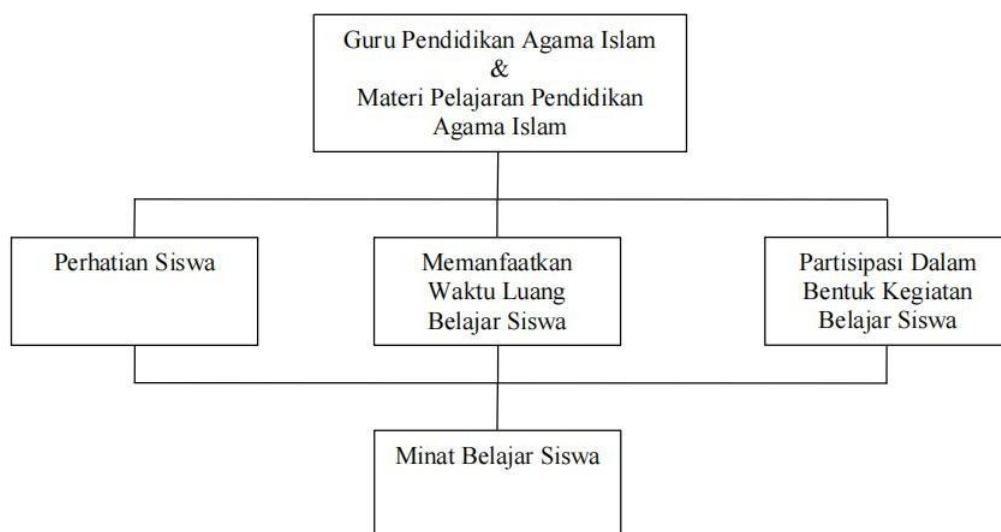 Guru Pendidikan Agama Islam
&
Materi Pelajaran Pendidikan
Agama Islam
Perhatian Siswa
Memanfaatkan
Waktu Luang
Belajar Siswa
Partisipasi Dalam
Bentuk Kegiatan
Belajar Siswa
Minat Belajar Siswa